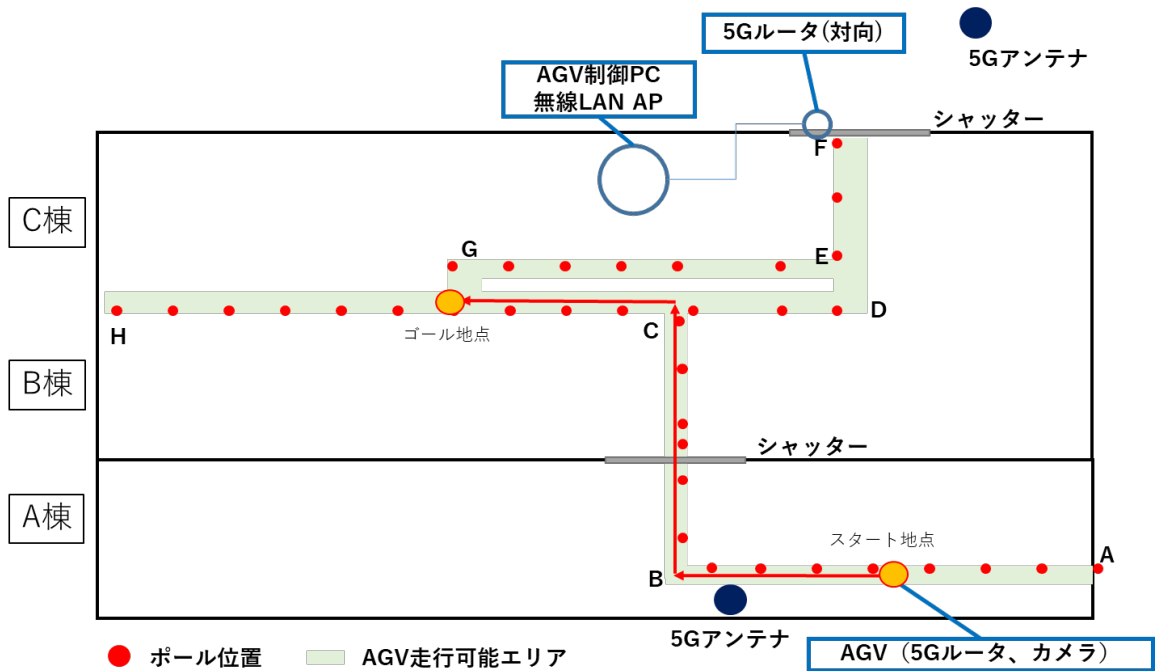 5Gルータ(対向)
5Gアンテナ
AGV制御PC
無線LAN AP
シャッター
F
C棟
G
E
H
ゴール地点
C
D
B棟
シャッター
A棟
スタート地点
A
B
5Gアンテナ
AGV（5Gルータ、カメラ）
ポール位置
AGV走行可能エリア